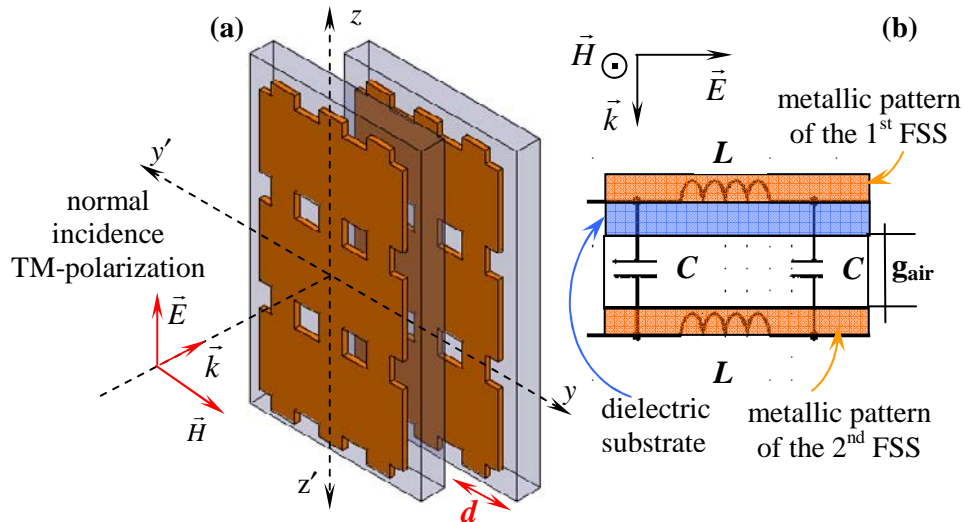 (a)
z
y′
normal
incidence
TM-polarization
E⃗
k⃗
H⃗
z′
y
d
(b)
H⃗
E⃗
k⃗
metallic pattern
of the 1st FSS
L
C
C
gair
L
dielectric
substrate
metallic pattern
of the 2nd FSS